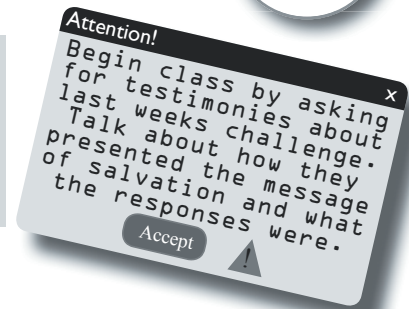 Attention!
x
Begin class by asking
for testimonies about
last weeks challenge.
Talk about how they
presented the message
of salvation and what
the responses were.
Accept
!